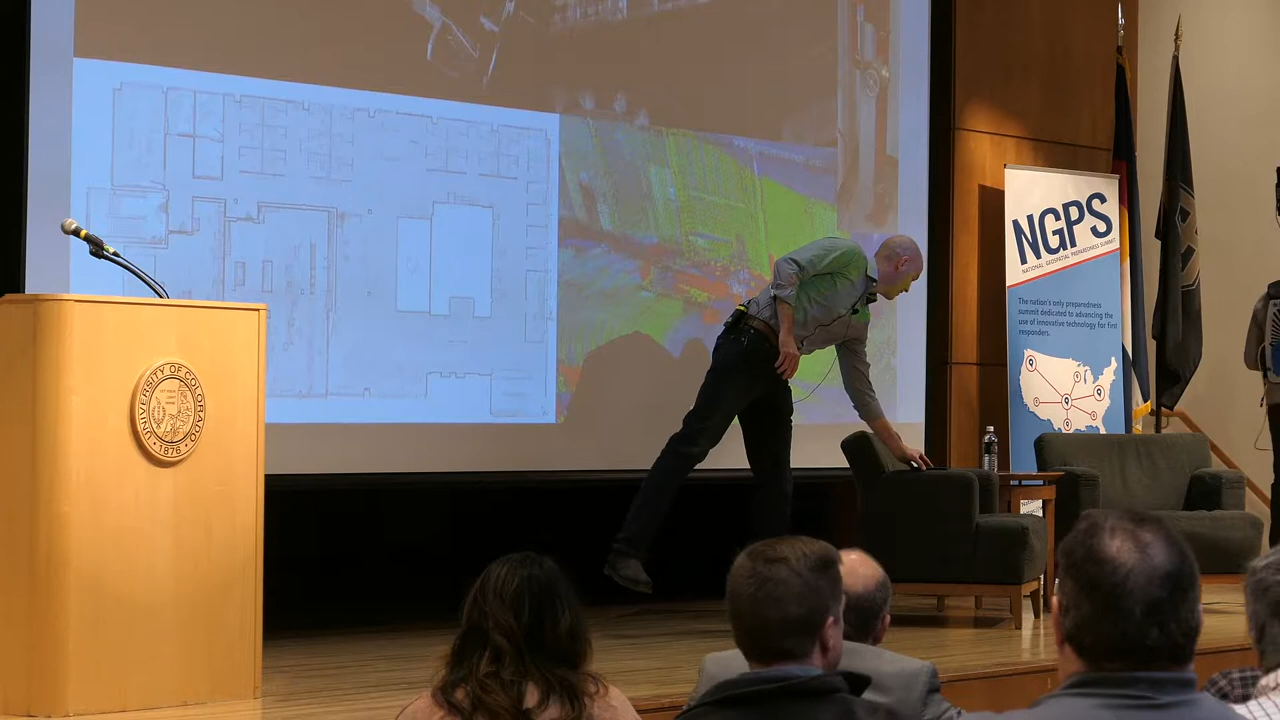 NGPS
NATIONAL GEOSPATIAL PREPAREDNESS SUMMIT
The nation's only preparedness
summit dedicated to advancing the
use of innovative technology for first
responders.
UNIVERSITY OF COLORADO
1876